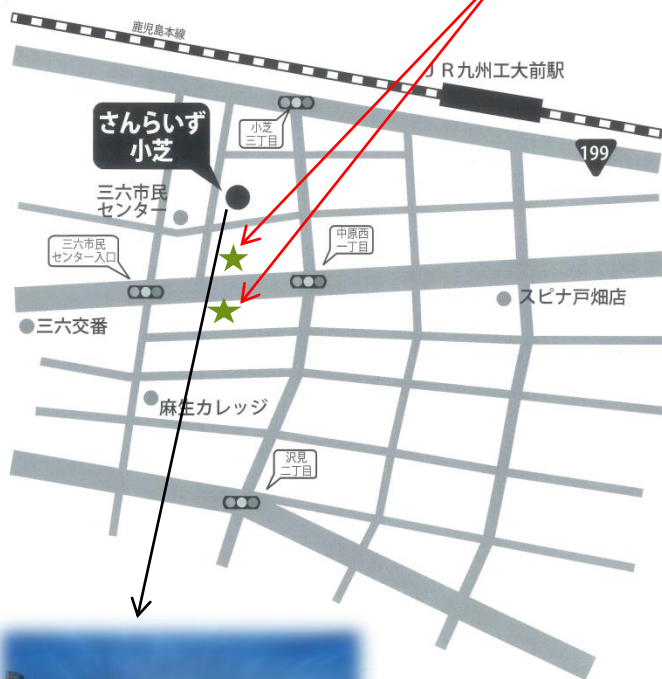 鹿児島本線
ＪＲ九州工大前駅
小芝
三丁目
さんらいず
小芝
199
三六市民
センター
中原西
一丁目
三六市民
センター入口
スピナ戸畑店
三六交番
麻生カレッジ
沢見
二丁目